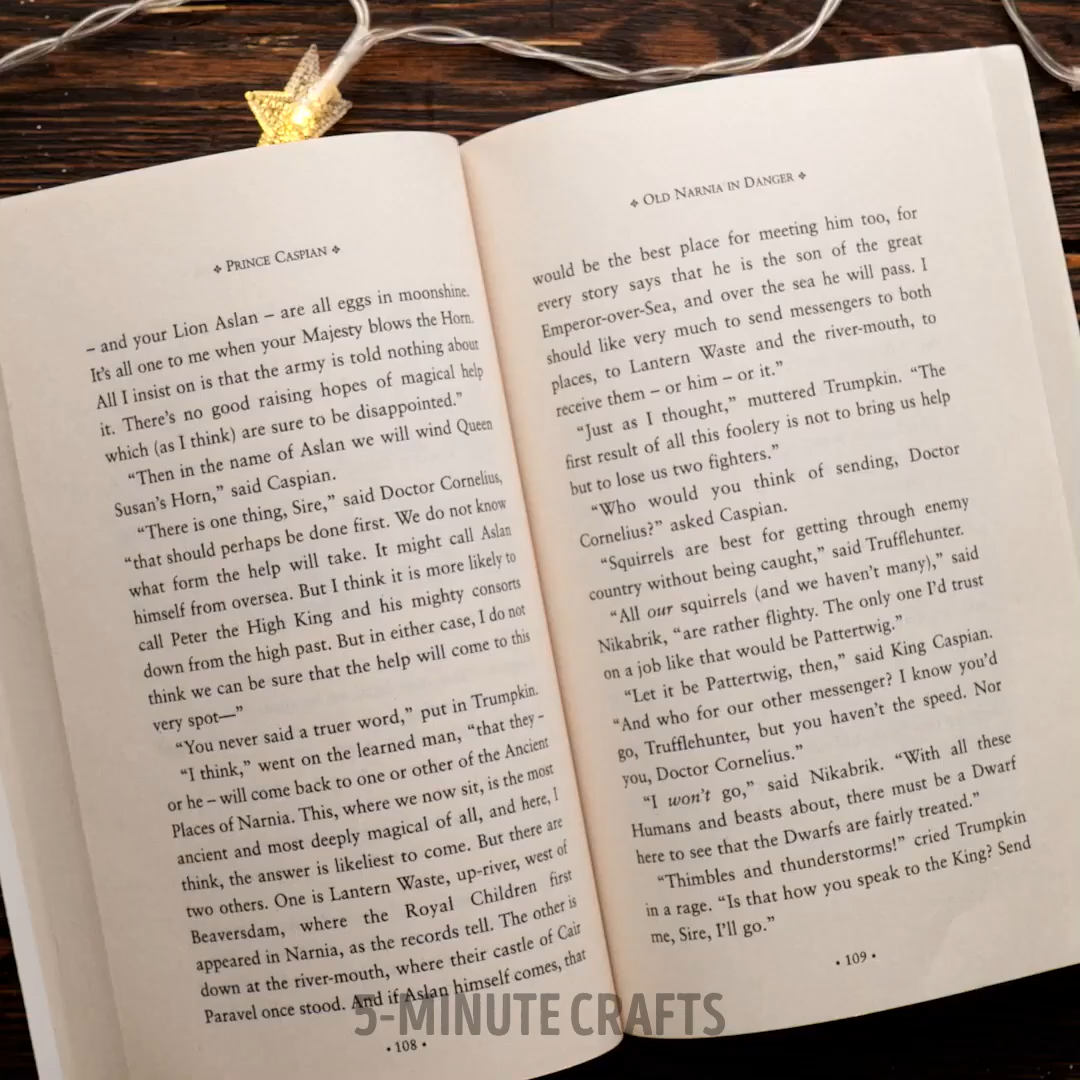 ❖ PRINCE CASPIAN ❖
– and your Lion Aslan – are all eggs in moonshine.
It's all one to me when your Majesty blows the Horn.
All I insist on is that the army is told nothing about
it. There's no good raising hopes of magical help
which (as I think) are sure to be disappointed.”
“Then in the name of Aslan we will wind Queen
Susan's Horn,” said Caspian.
“There is one thing, Sire,” said Doctor Cornelius,
“that should perhaps be done first. We do not know
what form the help will take. It might call Aslan
himself from oversea. But I think it is more likely to
call Peter the High King and his mighty consorts
down from the high past. But in either case, I do not
think we can be sure that the help will come to this
very spot—”
“You never said a truer word,” put in Trumpkin.
“I think,” went on the learned man, “that they –
or he – will come back to one or other of the Ancient
Places of Narnia. This, where we now sit, is the most
ancient and most deeply magical of all, and here, I
think, the answer is likeliest to come. But there are
two others. One is Lantern Waste, up-river, west of
Beaversdam, where the Royal Children first
appeared in Narnia, as the records tell. The other is
down at the river-mouth, where their castle of Cair
Paravel once stood. And if Aslan himself comes, that
• 108 •
❖ OLD NARNIA IN DANGER ❖
would be the best place for meeting him too, for
every story says that he is the son of the great
Emperor-over-Sea, and over the sea he will pass. I
should like very much to send messengers to both
places, to Lantern Waste and the river-mouth, to
receive them – or him – or it.”
“Just as I thought,” muttered Trumpkin. “The
first result of all this foolery is not to bring us help
but to lose us two fighters.”
“Who would you think of sending, Doctor
Cornelius?” asked Caspian.
“Squirrels are best for getting through enemy
country without being caught,” said Trufflehunter.
“All our squirrels (and we haven't many),” said
Nikabrik, “are rather flighty. The only one I'd trust
on a job like that would be Pattertwig.”
“Let it be Pattertwig, then,” said King Caspian.
“And who for our other messenger? I know you'd
go, Trufflehunter, but you haven't the speed. Nor
you, Doctor Cornelius.”
“I won't go,” said Nikabrik. “With all these
Humans and beasts about, there must be a Dwarf
here to see that the Dwarfs are fairly treated.”
“Thimbles and thunderstorms!” cried Trumpkin
in a rage. “Is that how you speak to the King? Send
me, Sire, I'll go.”
• 109 •
5-MINUTE CRAFTS